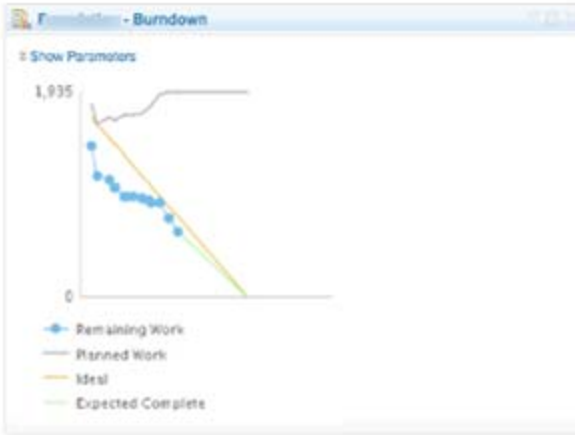 - Burndown
Show Parameters
1,935
0
Remaining Work
Planned Work
Ideal
Expected Complete